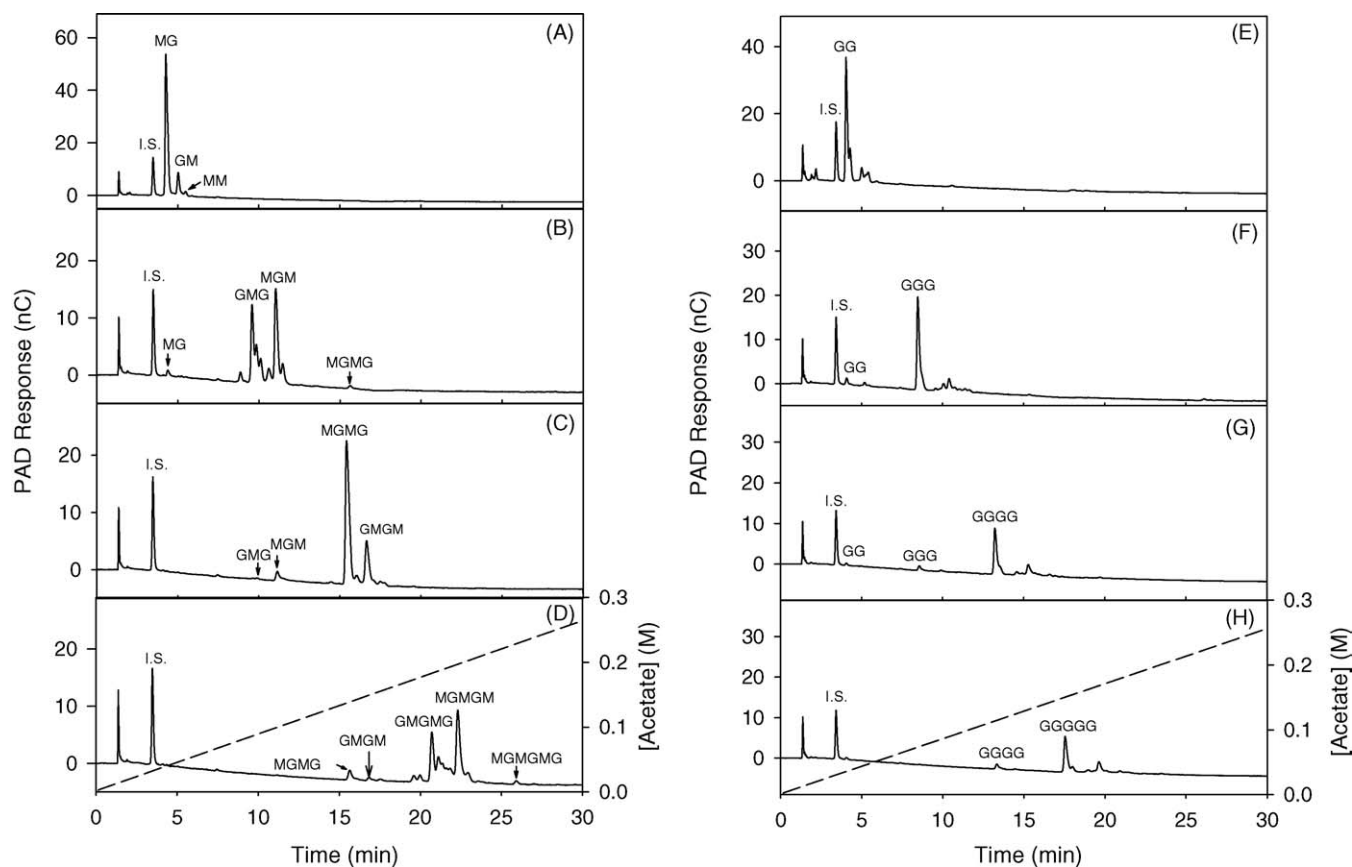 (A)
60
40
20
0
MG
I.S.
GM
MM
(B)
20
10
0
I.S.
MG
GMG
MGM
MGMG
(C)
20
10
0
I.S.
GMG
MGM
MGMG
GMGM
(D)
20
10
0
I.S.
MGMG
GMGM
GMGMG
MGMGM
MGMGMG
0.3
0.2
0.1
0.0
[Acetate] (M)
PAD Response (nC)
0 5 10 15 20 25 30
Time (min)
(E)
40
20
0
I.S.
GG
(F)
30
20
10
0
I.S.
GG
GGG
(G)
30
20
10
0
I.S.
GG
GGG
GGGG
(H)
30
20
10
0
I.S.
GGGG
GGGGG
0.3
0.2
0.1
0.0
[Acetate] (M)
PAD Response (nC)
0 5 10 15 20 25 30
Time (min)